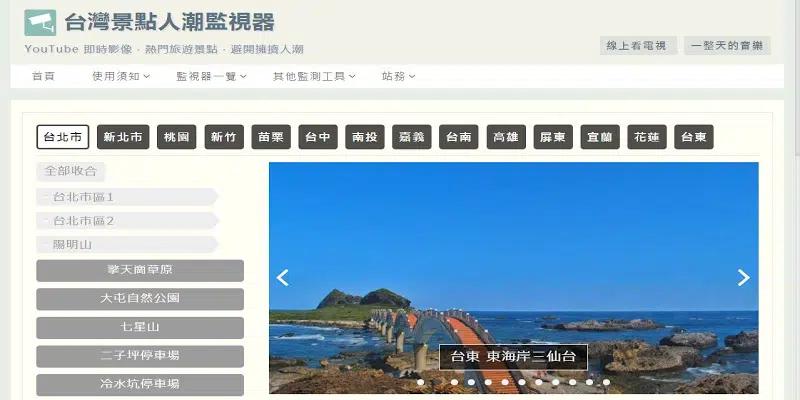 台灣景點人潮監視器
YouTube 即時影像．熱門旅遊景點．避開擁擠人潮
線上看電視 一整天的音樂
首頁 使用須知 監視器一覽 其他監測工具 站務
台北市 新北市 桃園 新竹 苗栗 台中 南投 嘉義 台南 高雄 屏東 宜蘭 花蓮 台東
全部收合
台北市區1
台北市區2
陽明山
擎天崗草原
大屯自然公園
七星山
二子坪停車場
冷水坑停車場
台東 東海岸三仙台